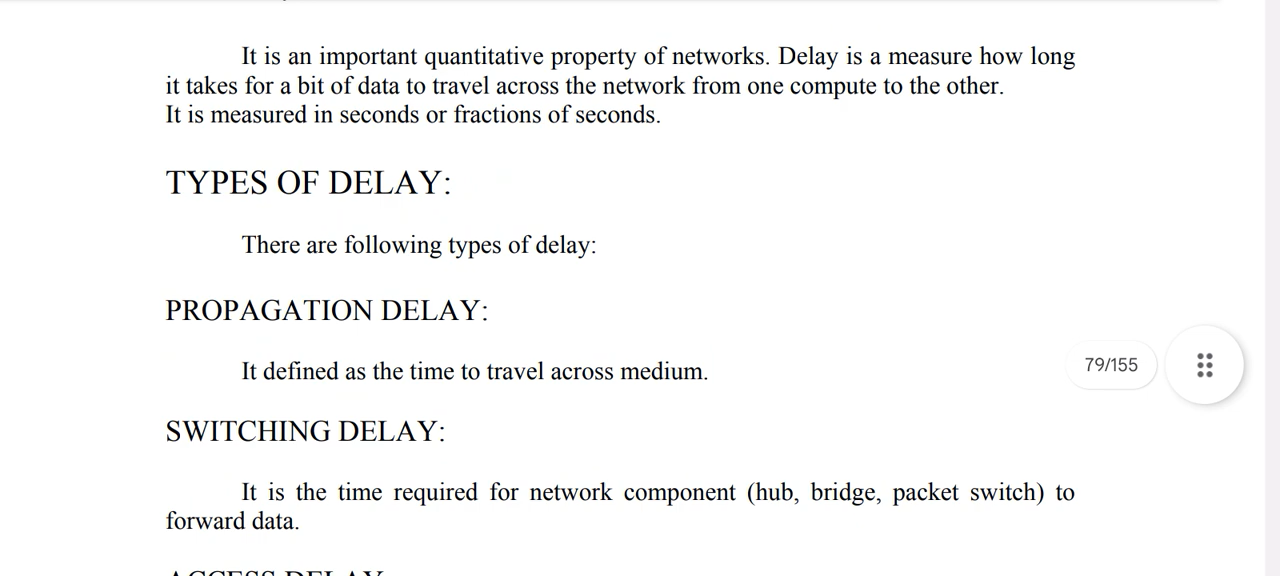 It is an important quantitative property of networks. Delay is a measure how long
it takes for a bit of data to travel across the network from one compute to the other.
It is measured in seconds or fractions of seconds.
TYPES OF DELAY:
There are following types of delay:
PROPAGATION DELAY:
It defined as the time to travel across medium.
79/155
SWITCHING DELAY:
It is the time required for network component (hub, bridge, packet switch) to
forward data.
ACCESS DELAY